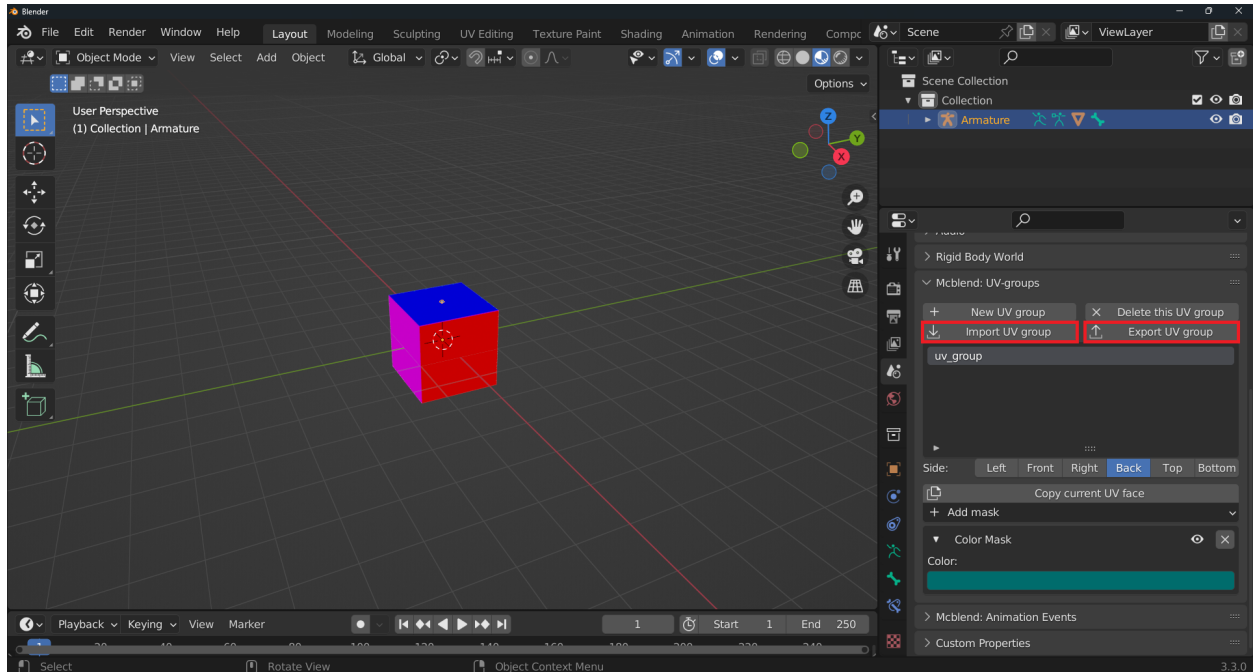 Blender
File Edit Render Window Help Layout Modeling Sculpting UV Editing Texture Paint Shading Animation Rendering Compc Scene ViewLayer
Object Mode View Select Add Object Global
Options
User Perspective
(1) Collection | Armature
Z
Y
X
Scene Collection
Collection
Armature
Audio
Rigid Body World
Mcblend: UV-groups
New UV group Delete this UV group
Import UV group Export UV group
uv_group
Side: Left Front Right Back Top Bottom
Copy current UV face
Add mask
Color Mask
Color:
Mcblend: Animation Events
Custom Properties
Playback Keying View Marker 1 Start 1 End 250
Select Rotate View Object Context Menu 3.3.0